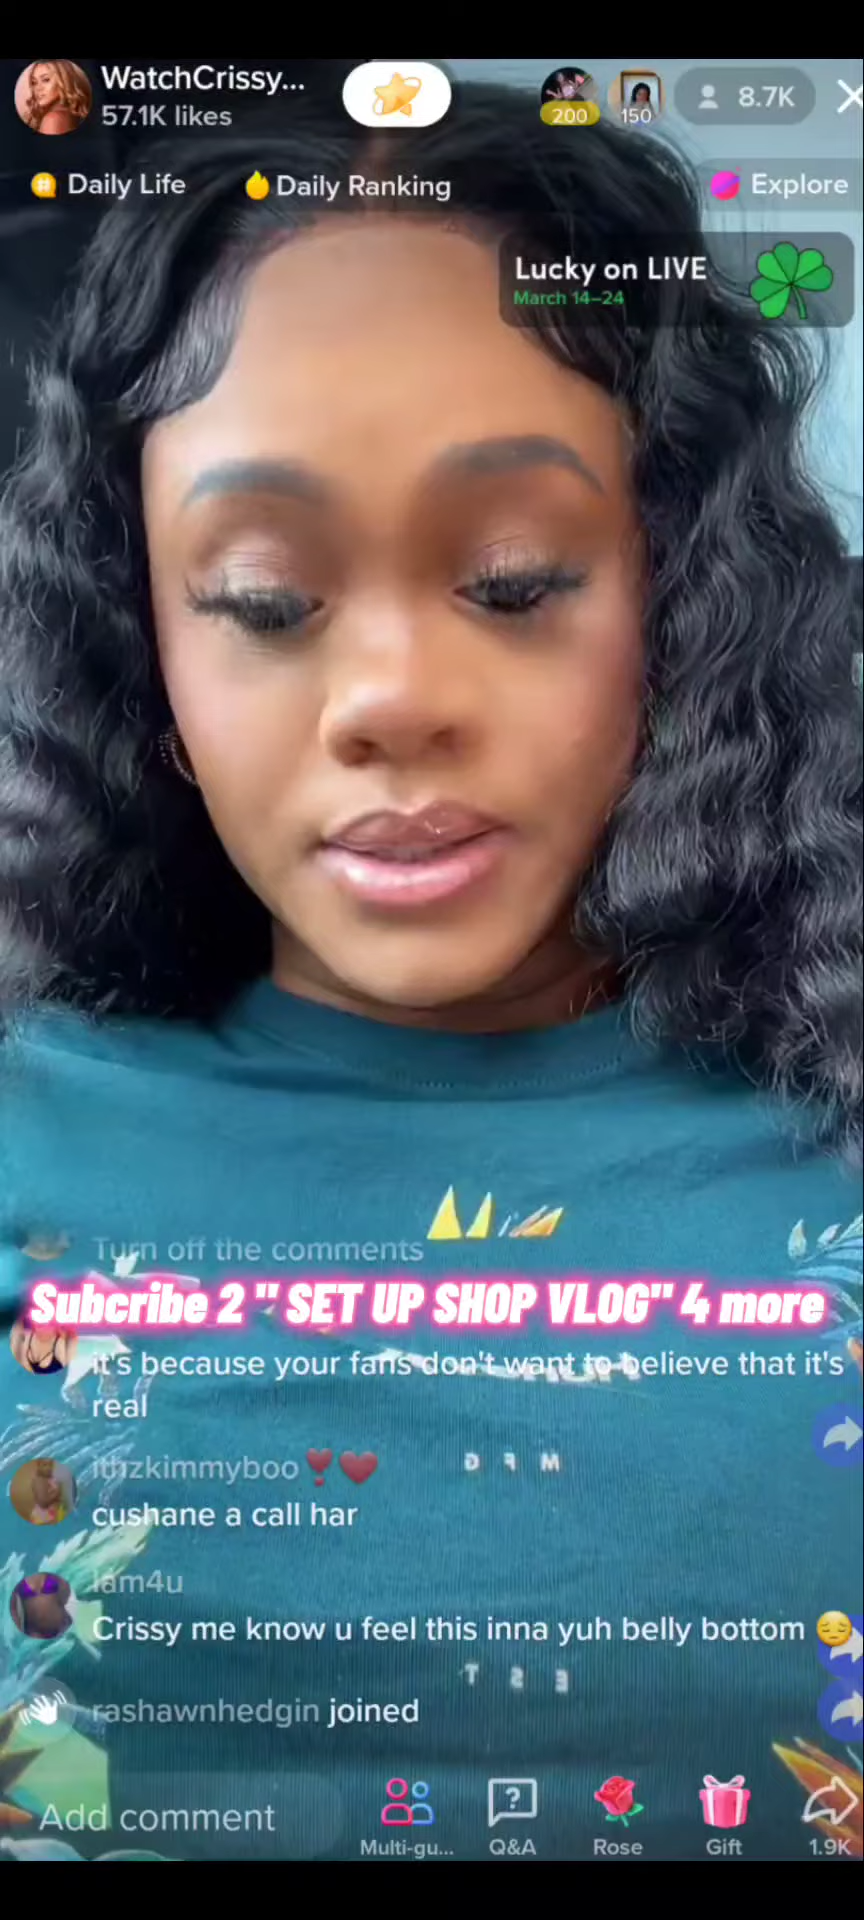 WatchCrissy...
57.1K likes
200
150
8.7K
Daily Life
Daily Ranking
Explore
Lucky on LIVE
March 14–24
Turn off the comments
Subcribe 2 " SET UP SHOP VLOG" 4 more
it's because your fans don't want to believe that it's
real
ithzkimmyboo❣️❤️
cushane a call har
Iam4u
Crissy me know u feel this inna yuh belly bottom 😔
rashawnhedgin joined
Add comment
Multi-gu...
Q&A
Rose
Gift
1.9K